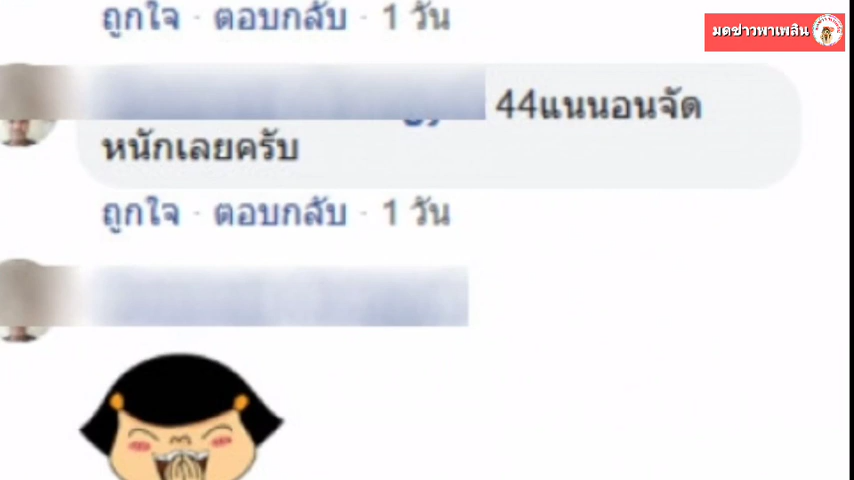 ถูกใจ · ตอบกลับ · 1 วัน
มดข่าวพาเพลิน
44แนนอนจัด
หนักเลยครับ
ถูกใจ · ตอบกลับ · 1 วัน